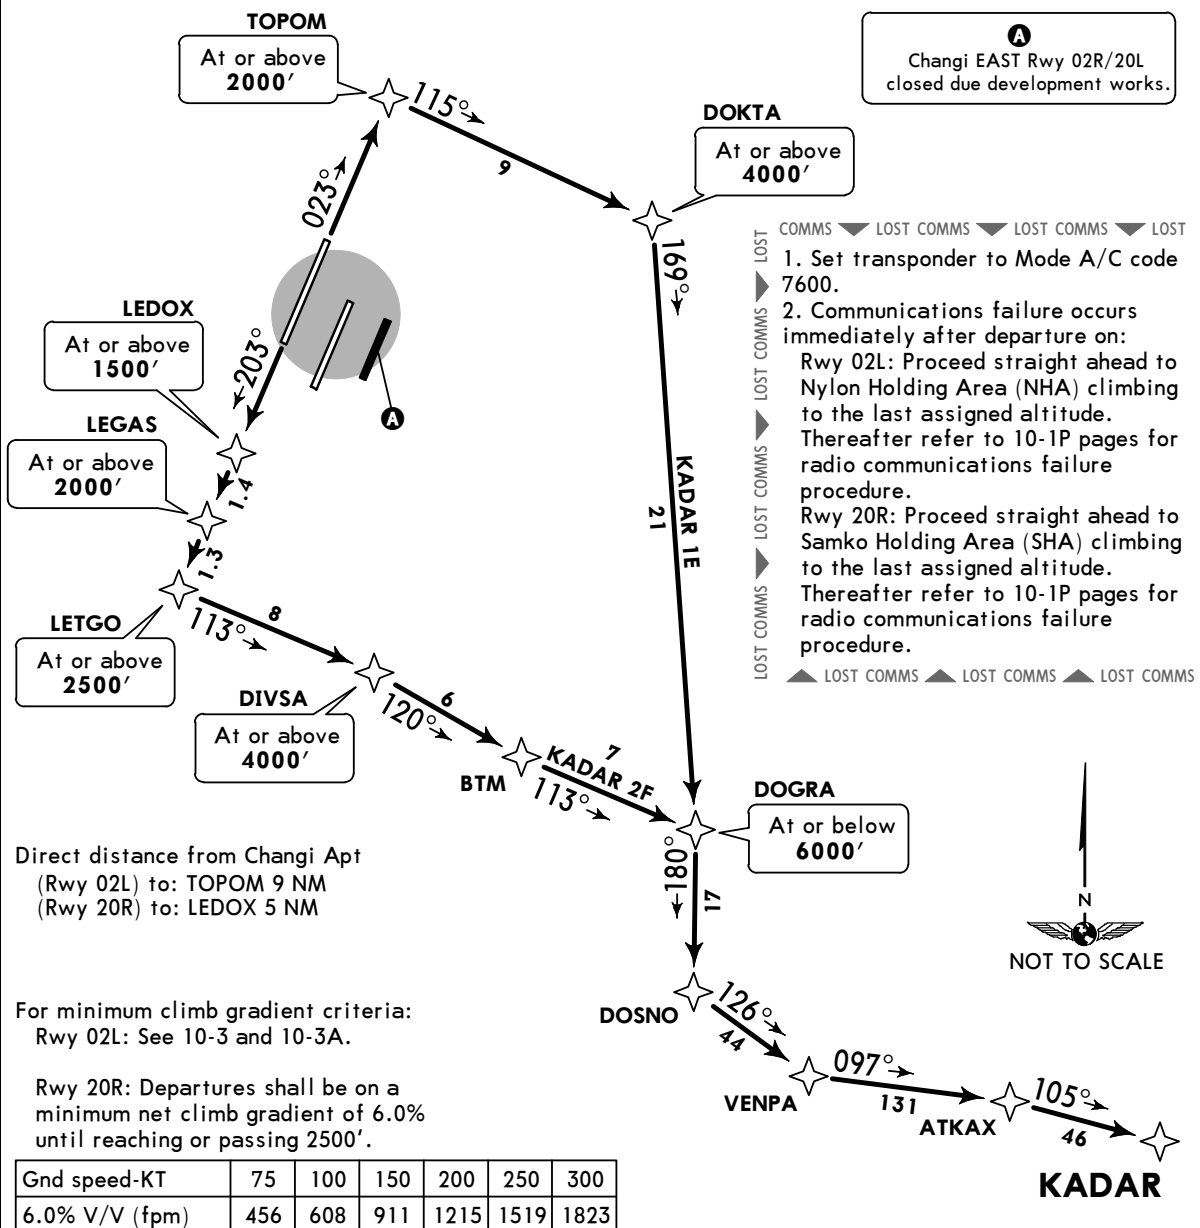 TOPOM
At or above
2000′
A
Changi EAST Rwy 02R/20L
closed due development works.
115°
9
DOKTA
At or above
4000′
023°
169°
LOST COMMS LOST COMMS LOST COMMS LOST
1. Set transponder to Mode A/C code
7600.
2. Communications failure occurs
immediately after departure on:
Rwy 02L: Proceed straight ahead to
Nylon Holding Area (NHA) climbing
to the last assigned altitude.
Thereafter refer to 10-1P pages for
radio communications failure
procedure.
Rwy 20R: Proceed straight ahead to
Samko Holding Area (SHA) climbing
to the last assigned altitude.
Thereafter refer to 10-1P pages for
radio communications failure
procedure.
LOST COMMS LOST COMMS LOST COMMS
LOST COMMS LOST COMMS LOST COMMS
LEDOX
At or above
1500′
203°
A
LEGAS
At or above
2000′
1.4
1.3
LETGO
At or above
2500′
113°
8
KADAR 1E
21
DIVSA
At or above
4000′
120°
6
BTM
7
KADAR 2F
113°
DOGRA
At or below
6000′
Direct distance from Changi Apt
(Rwy 02L) to: TOPOM 9 NM
(Rwy 20R) to: LEDOX 5 NM
180°
17
N
NOT TO SCALE
DOSNO
126°
44
VENPA
097°
131
ATKAX
105°
46
KADAR
For minimum climb gradient criteria:
Rwy 02L: See 10-3 and 10-3A.
Rwy 20R: Departures shall be on a
minimum net climb gradient of 6.0%
until reaching or passing 2500′.
Gnd speed-KT 75 100 150 200 250 300
6.0% V/V (fpm) 456 608 911 1215 1519 1823